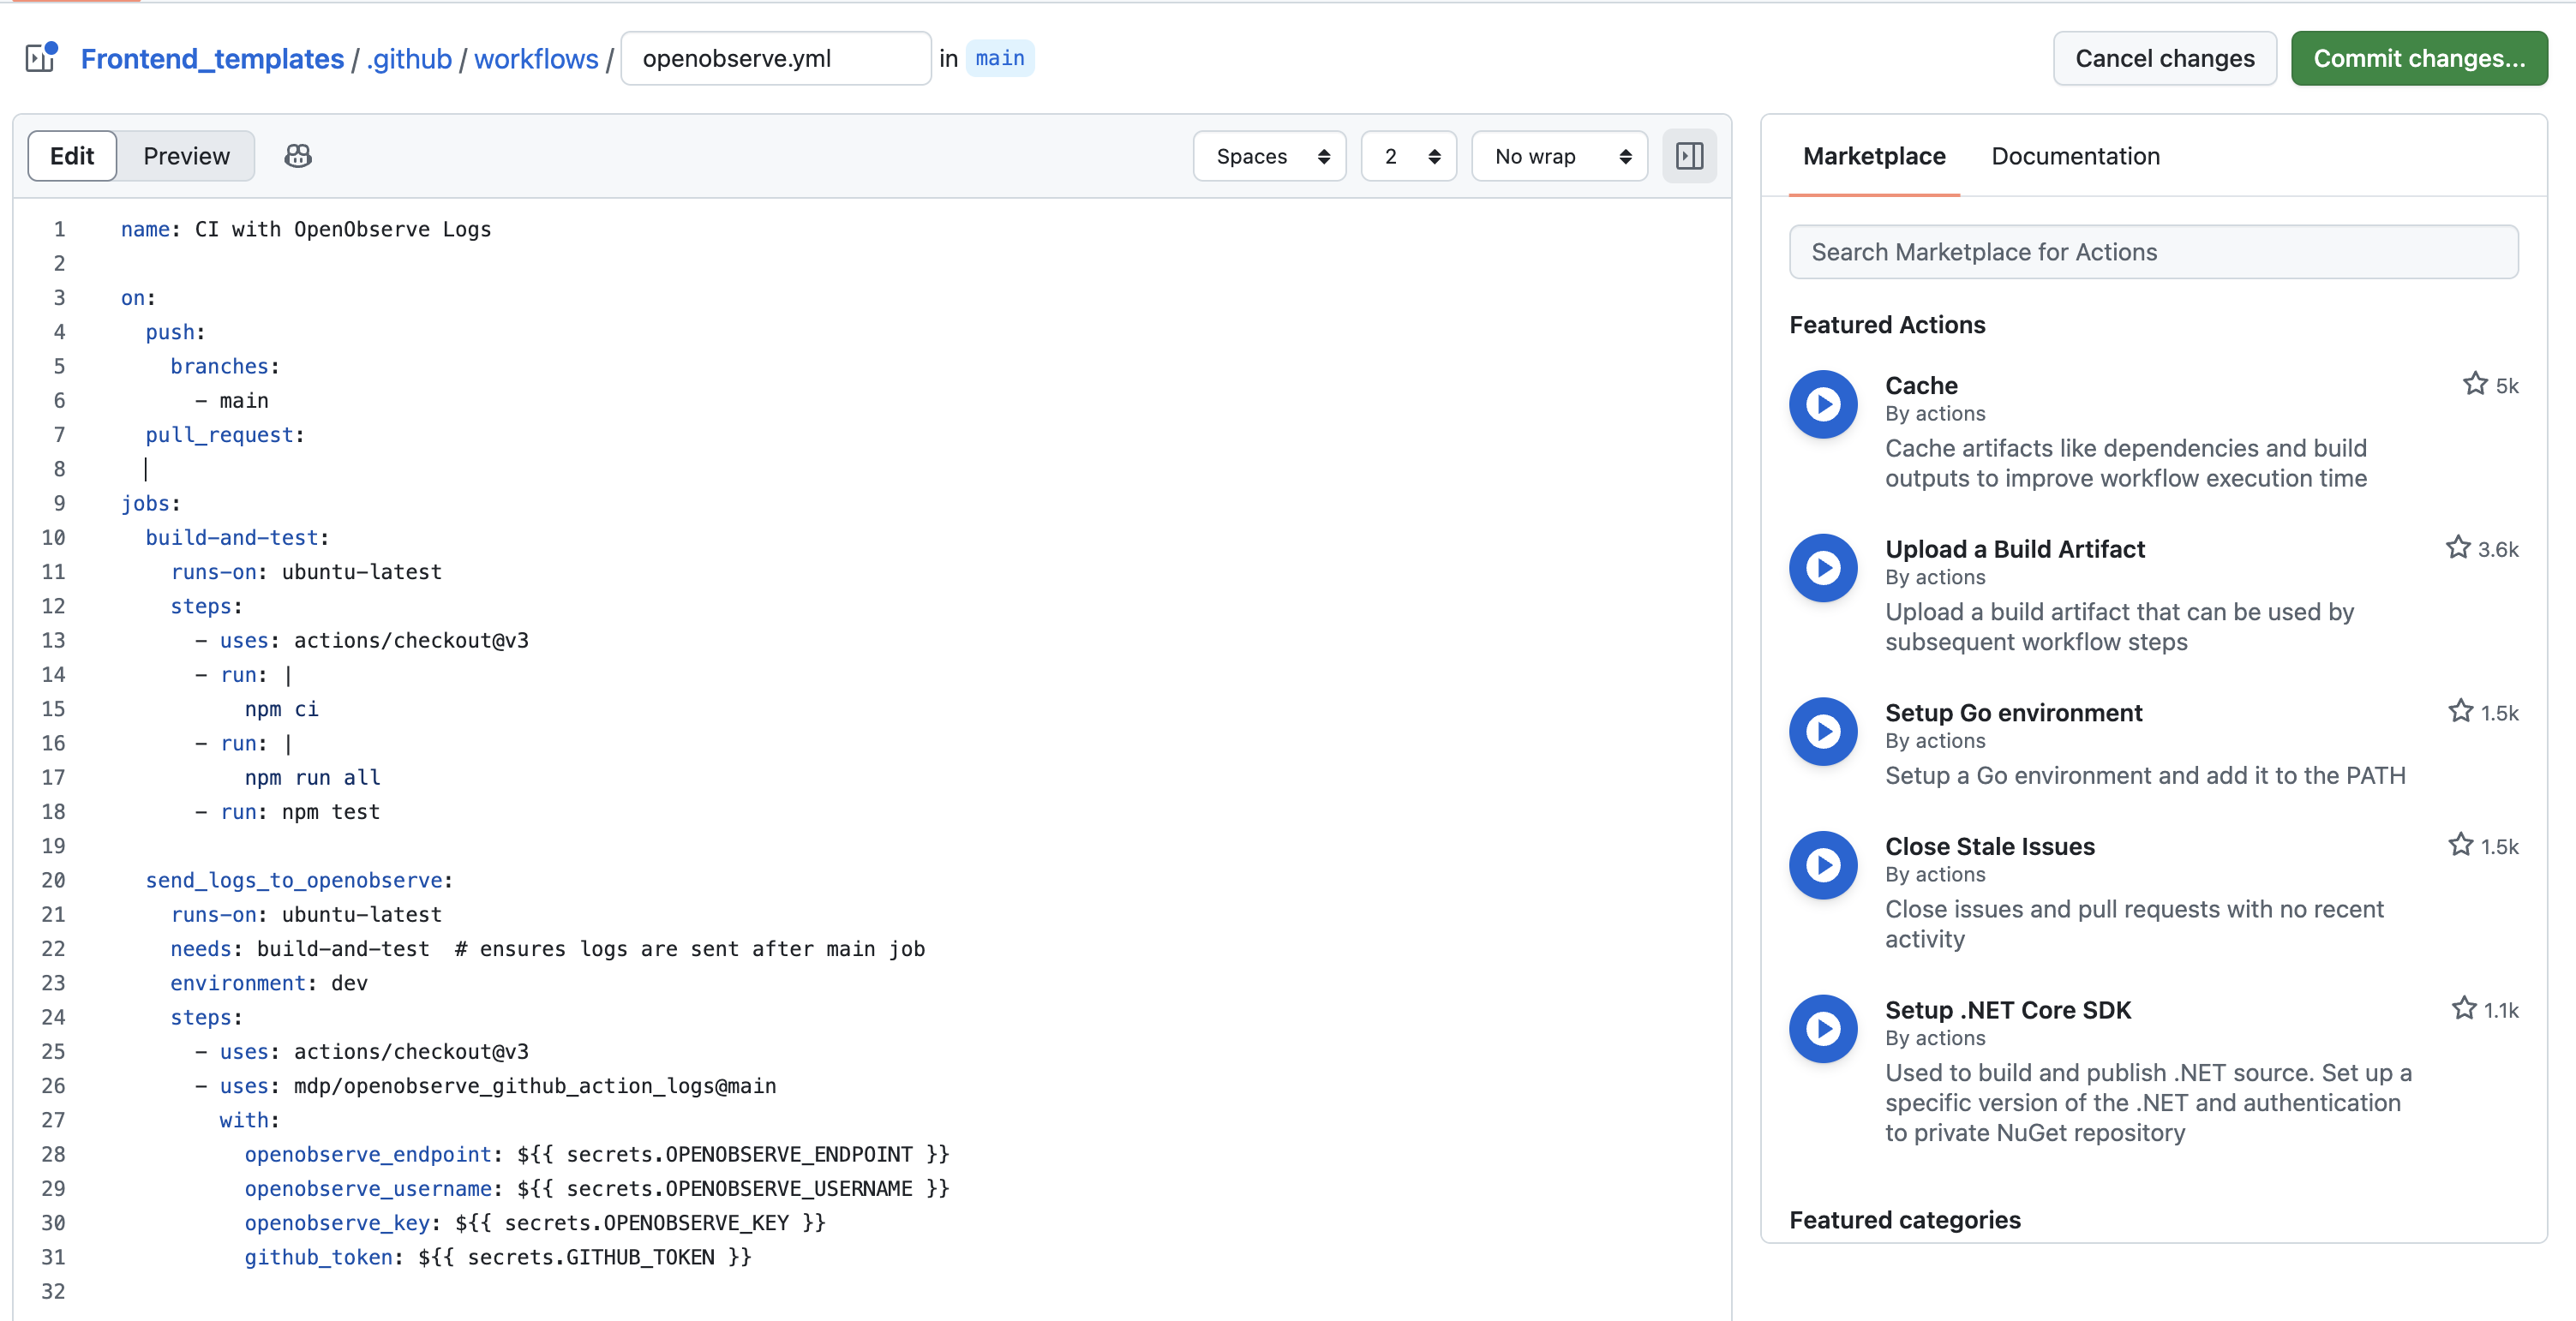 Frontend_templates / .github / workflows / openobserve.yml in main
Cancel changes
Commit changes...
Edit Preview
Spaces 2 No wrap
1 name: CI with OpenObserve Logs
2
3 on:
4   push:
5     branches:
6       - main
7   pull_request:
8
9 jobs:
10   build-and-test:
11     runs-on: ubuntu-latest
12     steps:
13       - uses: actions/checkout@v3
14       - run: |
15           npm ci
16       - run: |
17           npm run all
18       - run: npm test
19
20   send_logs_to_openobserve:
21     runs-on: ubuntu-latest
22     needs: build-and-test  # ensures logs are sent after main job
23     environment: dev
24     steps:
25       - uses: actions/checkout@v3
26       - uses: mdp/openobserve_github_action_logs@main
27         with:
28           openobserve_endpoint: ${{ secrets.OPENOBSERVE_ENDPOINT }}
29           openobserve_username: ${{ secrets.OPENOBSERVE_USERNAME }}
30           openobserve_key: ${{ secrets.OPENOBSERVE_KEY }}
31           github_token: ${{ secrets.GITHUB_TOKEN }}
32
Marketplace Documentation
Search Marketplace for Actions
Featured Actions
Cache 5k
By actions
Cache artifacts like dependencies and build
outputs to improve workflow execution time
Upload a Build Artifact 3.6k
By actions
Upload a build artifact that can be used by
subsequent workflow steps
Setup Go environment 1.5k
By actions
Setup a Go environment and add it to the PATH
Close Stale Issues 1.5k
By actions
Close issues and pull requests with no recent
activity
Setup .NET Core SDK 1.1k
By actions
Used to build and publish .NET source. Set up a
specific version of the .NET and authentication
to private NuGet repository
Featured categories